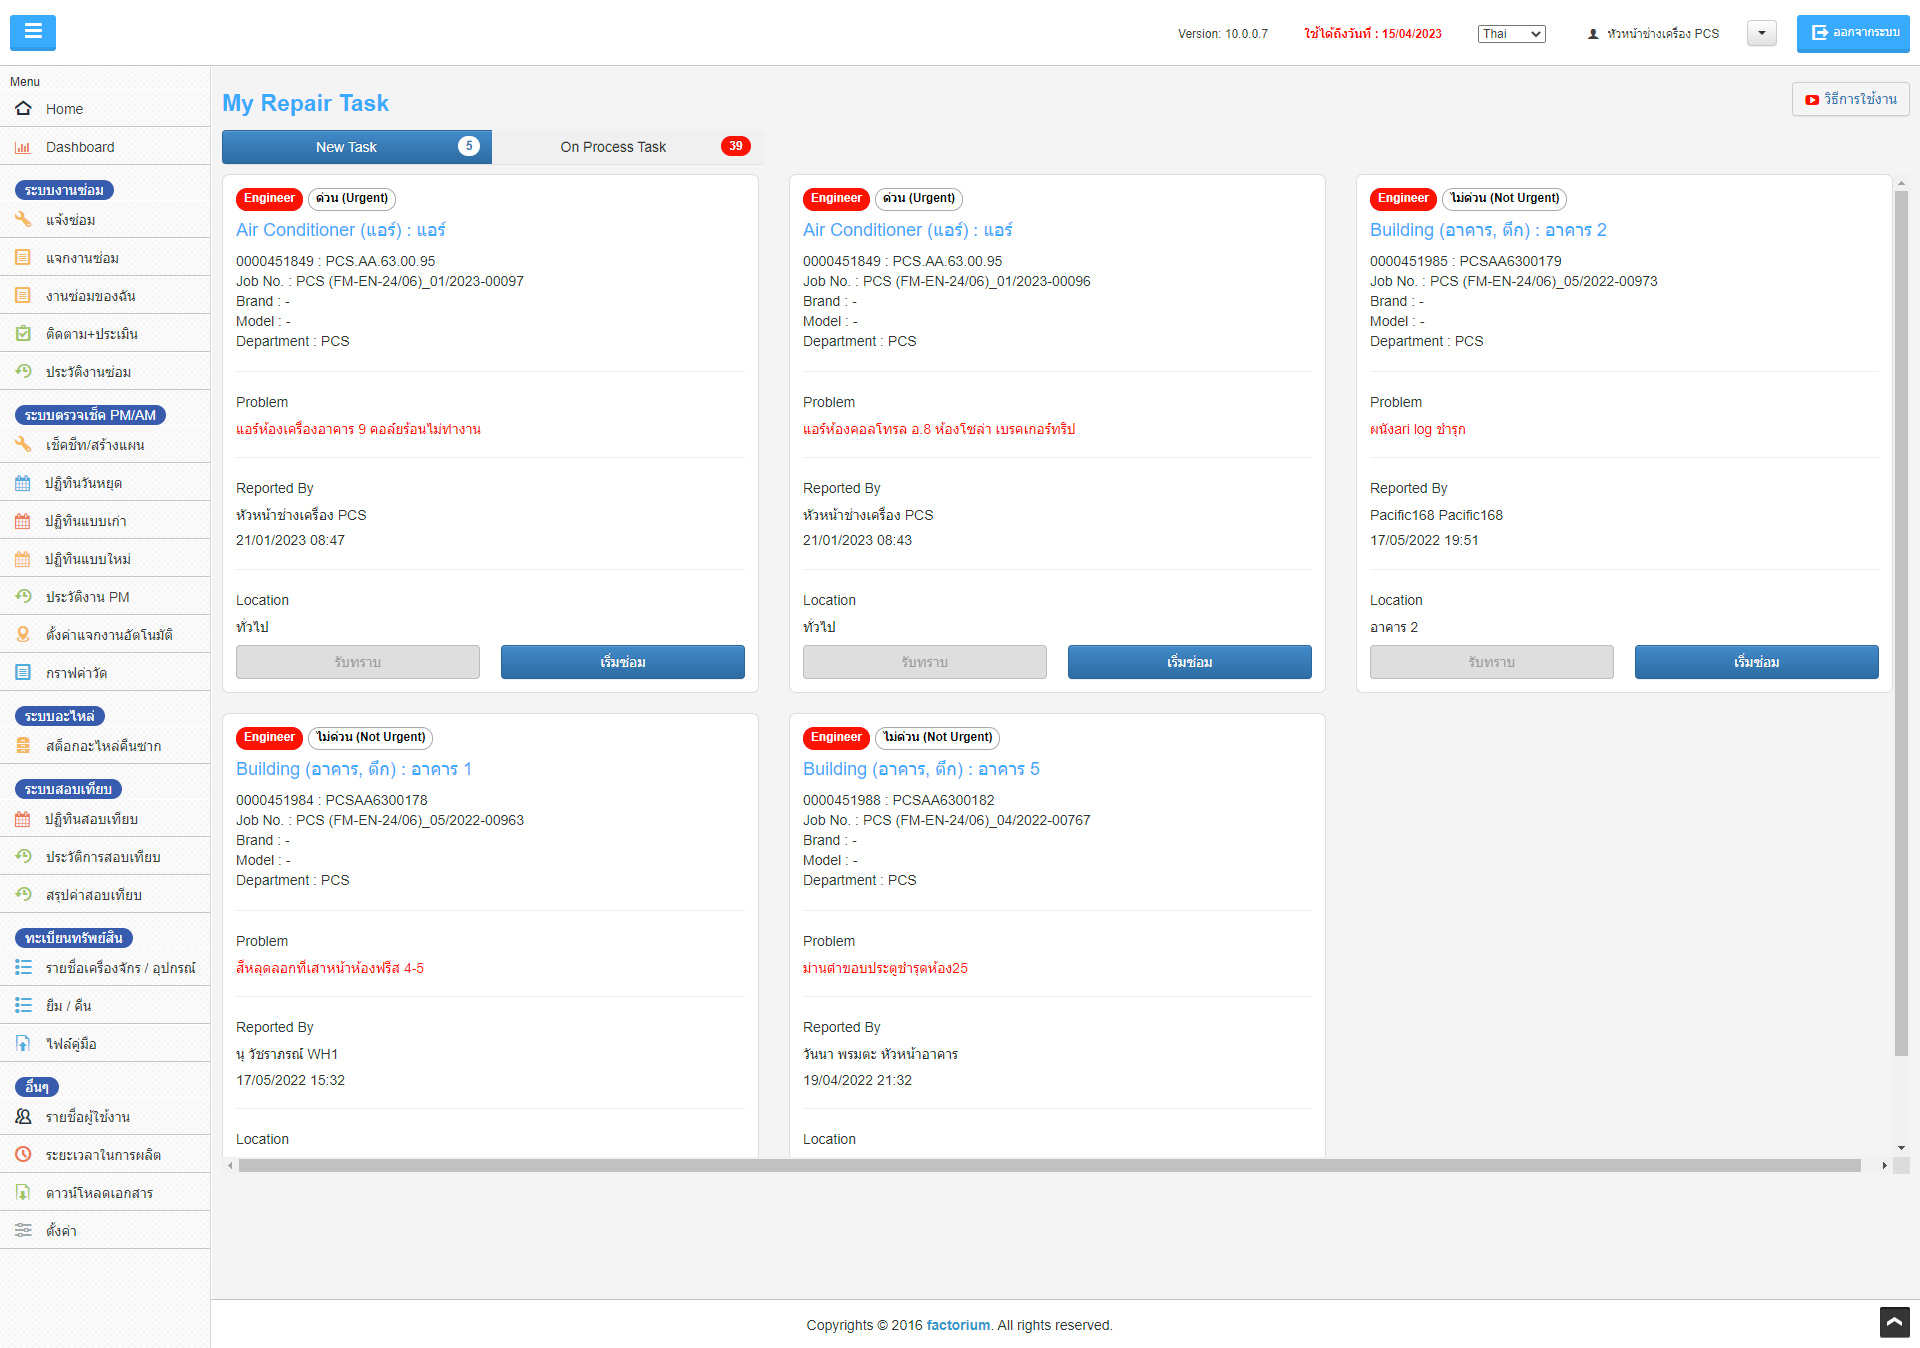 Version: 10.0.0.7
ใช้ได้ถึงวันที่ : 15/04/2023
Thai
หัวหน้าช่างเครื่อง PCS
ออกจากระบบ
Menu
Home
Dashboard
ระบบงานซ่อม
แจ้งซ่อม
แจกงานซ่อม
งานซ่อมของฉัน
ติดตาม+ประเมิน
ประวัติงานซ่อม
ระบบตรวจเช็ค PM/AM
เช็คชีท/สร้างแผน
ปฏิทินวันหยุด
ปฏิทินแบบเก่า
ปฏิทินแบบใหม่
ประวัติงาน PM
ตั้งค่าแจกงานอัตโนมัติ
กราฟค่าวัด
ระบบอะไหล่
สต็อกอะไหล่คืนซาก
ระบบสอบเทียบ
ปฏิทินสอบเทียบ
ประวัติการสอบเทียบ
สรุปค่าสอบเทียบ
ทะเบียนทรัพย์สิน
รายชื่อเครื่องจักร / อุปกรณ์
ยืม / คืน
ไฟล์คู่มือ
อื่นๆ
รายชื่อผู้ใช้งาน
ระยะเวลาในการผลิต
ดาวน์โหลดเอกสาร
ตั้งค่า
My Repair Task
วิธีการใช้งาน
New Task 5
On Process Task 39
Engineer ด่วน (Urgent)
Air Conditioner (แอร์) : แอร์
0000451849 : PCS.AA.63.00.95
Job No. : PCS (FM-EN-24/06)_01/2023-00097
Brand : -
Model : -
Department : PCS
Problem
แอร์ห้องเครื่องอาคาร 9 คอล์ยร้อนไม่ทำงาน
Reported By
หัวหน้าช่างเครื่อง PCS
21/01/2023 08:47
Location
ทั่วไป
รับทราบ
เริ่มซ่อม
Engineer ด่วน (Urgent)
Air Conditioner (แอร์) : แอร์
0000451849 : PCS.AA.63.00.95
Job No. : PCS (FM-EN-24/06)_01/2023-00096
Brand : -
Model : -
Department : PCS
Problem
แอร์ห้องคอลโทรล อ.8 ห้องโซล่า เบรคเกอร์ทริป
Reported By
หัวหน้าช่างเครื่อง PCS
21/01/2023 08:43
Location
ทั่วไป
รับทราบ
เริ่มซ่อม
Engineer ไม่ด่วน (Not Urgent)
Building (อาคาร, ตึก) : อาคาร 2
0000451985 : PCSAA6300179
Job No. : PCS (FM-EN-24/06)_05/2022-00973
Brand : -
Model : -
Department : PCS
Problem
ผนังari log ชำรุก
Reported By
Pacific168 Pacific168
17/05/2022 19:51
Location
อาคาร 2
รับทราบ
เริ่มซ่อม
Engineer ไม่ด่วน (Not Urgent)
Building (อาคาร, ตึก) : อาคาร 1
0000451984 : PCSAA6300178
Job No. : PCS (FM-EN-24/06)_05/2022-00963
Brand : -
Model : -
Department : PCS
Problem
สีหลุดลอกที่เสาหน้าห้องฟรีส 4-5
Reported By
นุ วัชราภรณ์ WH1
17/05/2022 15:32
Location
Engineer ไม่ด่วน (Not Urgent)
Building (อาคาร, ตึก) : อาคาร 5
0000451988 : PCSAA6300182
Job No. : PCS (FM-EN-24/06)_04/2022-00767
Brand : -
Model : -
Department : PCS
Problem
ม่านดำขอบประตูชำรุดห้อง25
Reported By
วันนา พรมตะ หัวหน้าอาคาร
19/04/2022 21:32
Location
Copyrights © 2016 factorium. All rights reserved.